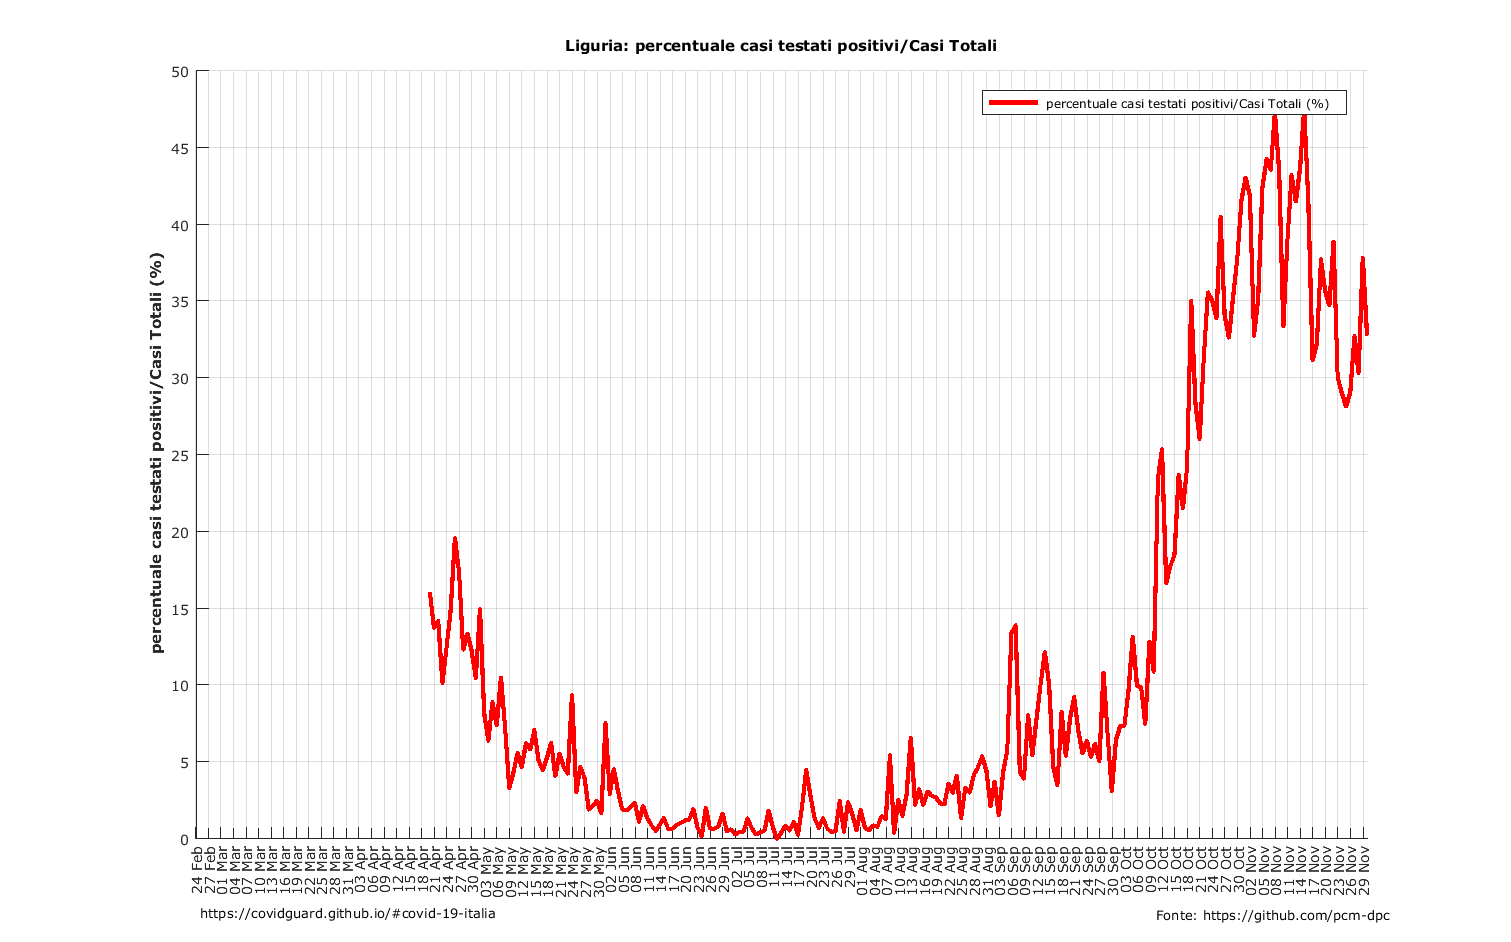 Liguria: percentuale casi testati positivi/Casi Totali
percentuale casi testati positivi/Casi Totali (%)
percentuale casi testati positivi/Casi Totali (%)
50
45
40
35
30
25
20
15
10
5
0
24 Feb
27 Feb
01 Mar
04 Mar
07 Mar
10 Mar
13 Mar
16 Mar
19 Mar
22 Mar
25 Mar
28 Mar
31 Mar
03 Apr
06 Apr
09 Apr
12 Apr
15 Apr
18 Apr
21 Apr
24 Apr
27 Apr
30 Apr
03 May
06 May
09 May
12 May
15 May
18 May
21 May
24 May
27 May
30 May
02 Jun
05 Jun
08 Jun
11 Jun
14 Jun
17 Jun
20 Jun
23 Jun
26 Jun
29 Jun
02 Jul
05 Jul
08 Jul
11 Jul
14 Jul
17 Jul
20 Jul
23 Jul
26 Jul
29 Jul
01 Aug
04 Aug
07 Aug
10 Aug
13 Aug
16 Aug
19 Aug
22 Aug
25 Aug
28 Aug
31 Aug
03 Sep
06 Sep
09 Sep
12 Sep
15 Sep
18 Sep
21 Sep
24 Sep
27 Sep
30 Sep
03 Oct
06 Oct
09 Oct
12 Oct
15 Oct
18 Oct
21 Oct
24 Oct
27 Oct
30 Oct
02 Nov
05 Nov
08 Nov
11 Nov
14 Nov
17 Nov
20 Nov
23 Nov
26 Nov
29 Nov
https://covidguard.github.io/#covid-19-italia
Fonte: https://github.com/pcm-dpc